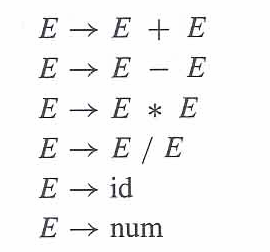 E → E + E
E → E − E
E → E * E
E → E / E
E → id
E → num